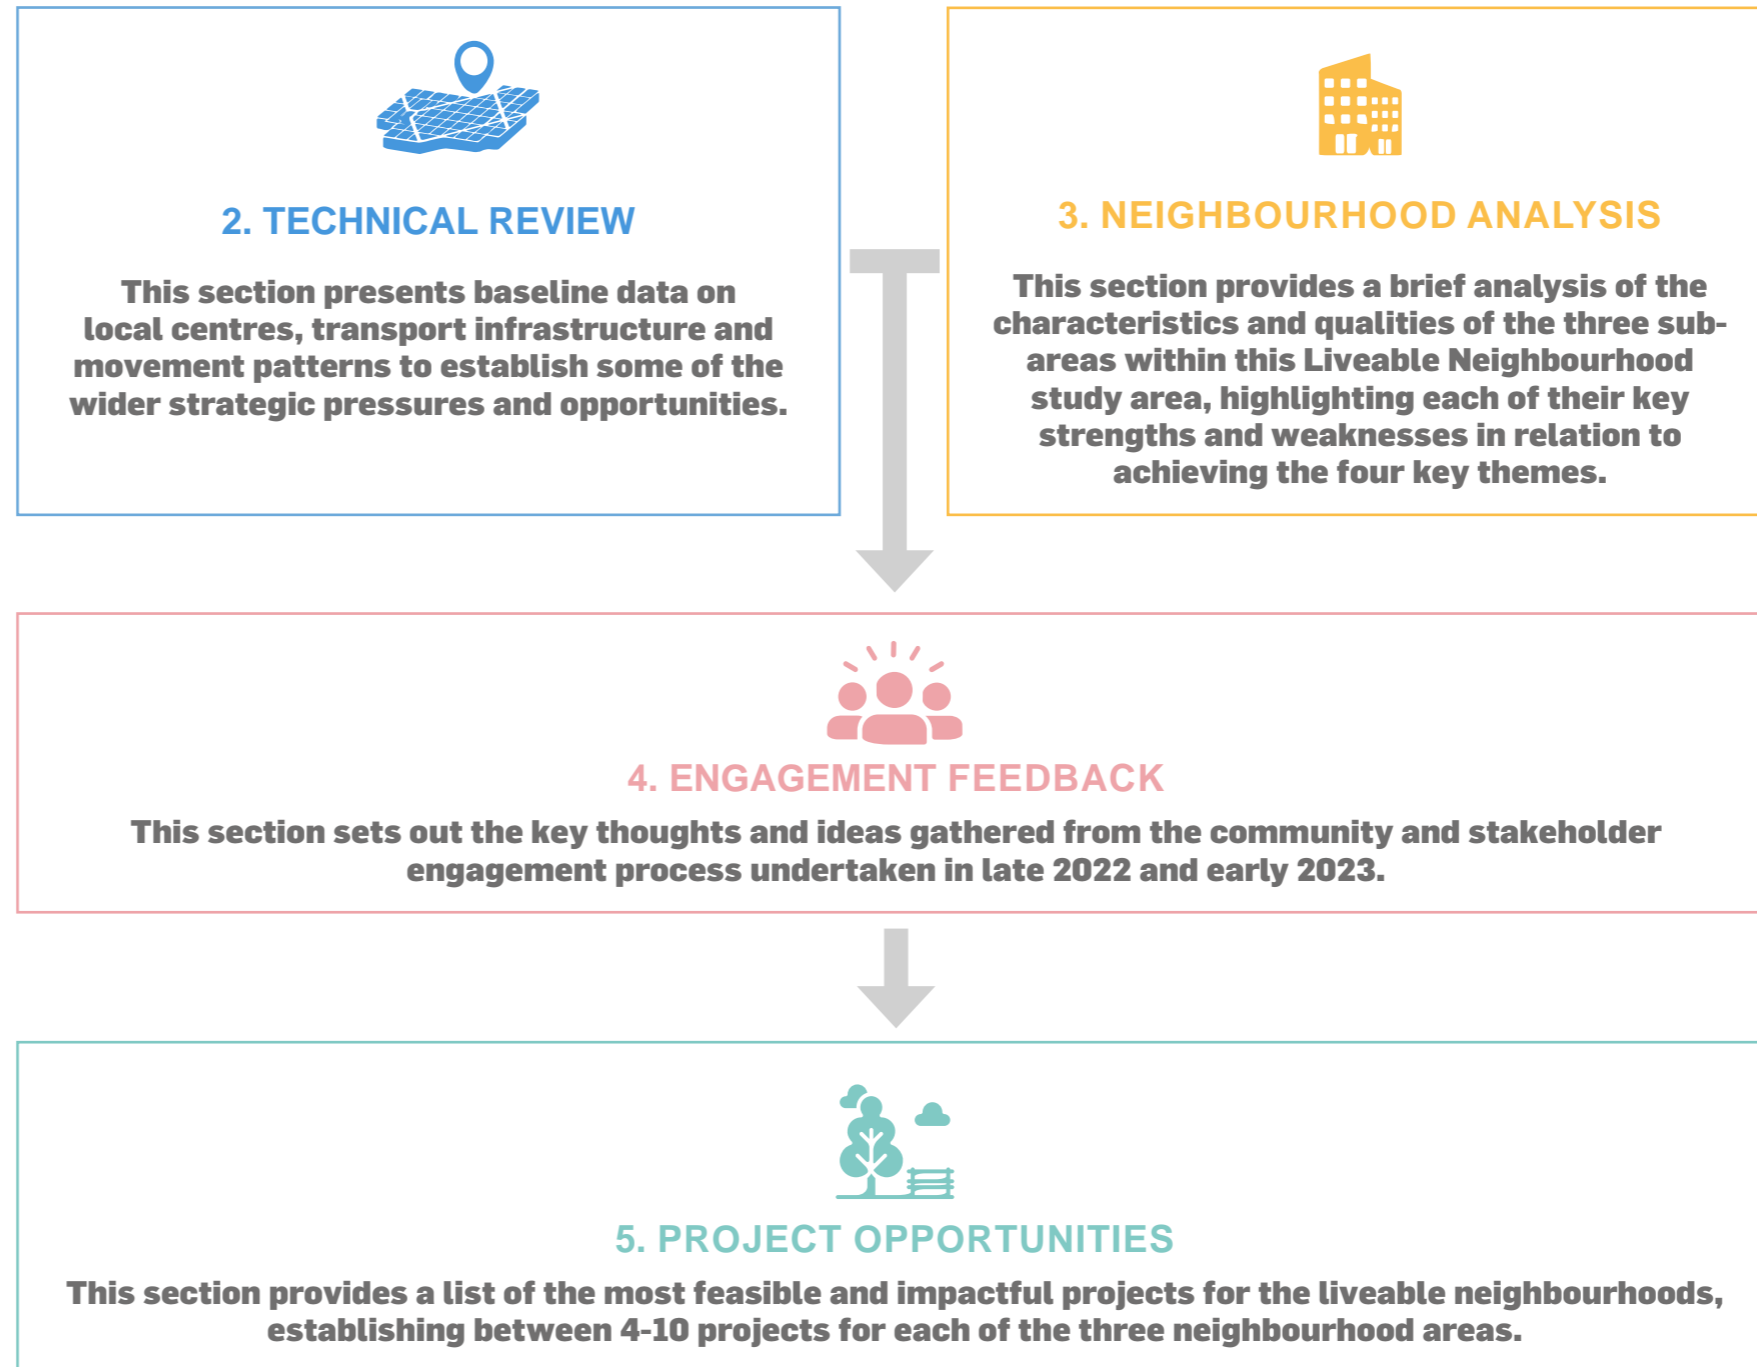 2. TECHNICAL REVIEW
This section presents baseline data on
local centres, transport infrastructure and
movement patterns to establish some of the
wider strategic pressures and opportunities.
3. NEIGHBOURHOOD ANALYSIS
This section provides a brief analysis of the
characteristics and qualities of the three sub-
areas within this Liveable Neighbourhood
study area, highlighting each of their key
strengths and weaknesses in relation to
achieving the four key themes.
4. ENGAGEMENT FEEDBACK
This section sets out the key thoughts and ideas gathered from the community and stakeholder
engagement process undertaken in late 2022 and early 2023.
5. PROJECT OPPORTUNITIES
This section provides a list of the most feasible and impactful projects for the liveable neighbourhoods,
establishing between 4-10 projects for each of the three neighbourhood areas.